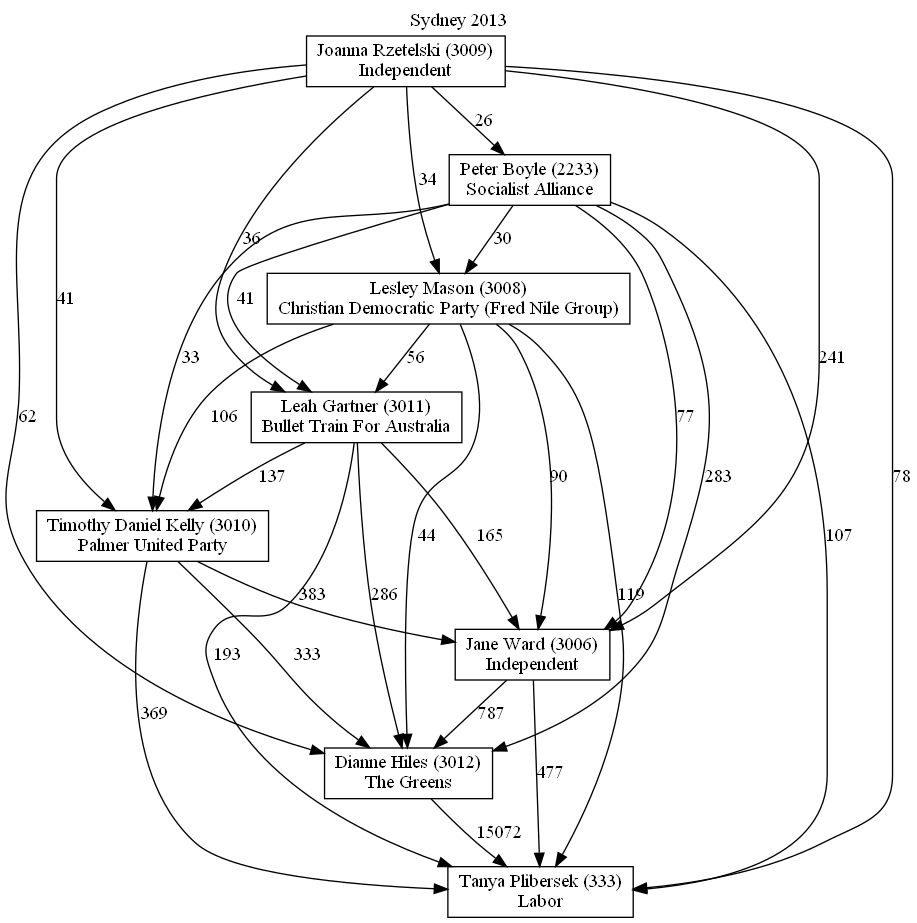 Sydney 2013
Joanna Rzetelski (3009)
Independent
26
Peter Boyle (2233)
Socialist Alliance
34
36
30
Lesley Mason (3008)
Christian Democratic Party (Fred Nile Group)
41
41
33
106
56
241
Leah Gartner (3011)
Bullet Train For Australia
62
77
137
90
283
78
Timothy Daniel Kelly (3010)
Palmer United Party
44
165
107
383
286
119
Jane Ward (3006)
Independent
193
333
369
787
477
Dianne Hiles (3012)
The Greens
15072
Tanya Plibersek (333)
Labor